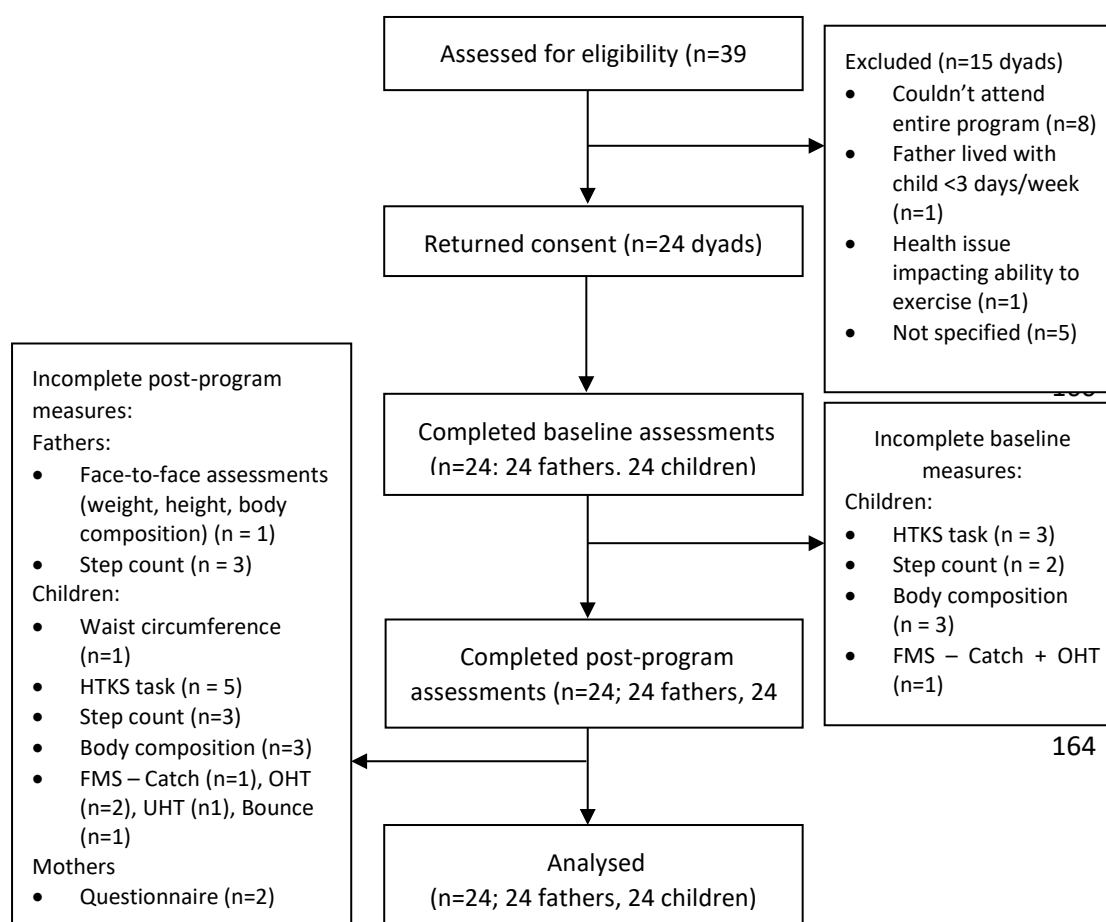 Assessed for eligibility (n=39
Excluded (n=15 dyads)
• Couldn’t attend
entire program (n=8)
• Father lived with
child <3 days/week
(n=1)
• Health issue
impacting ability to
exercise (n=1)
• Not specified (n=5)
Returned consent (n=24 dyads)
Completed baseline assessments
(n=24; 24 fathers, 24 children)
Incomplete baseline
measures:
Children:
• HTKS task (n = 3)
• Step count (n = 2)
• Body composition
(n = 3)
• FMS – Catch + OHT
(n=1)
164
Completed post-program
assessments (n=24; 24 fathers, 24
Incomplete post-program
measures:
Fathers:
• Face-to-face assessments
(weight, height, body
composition) (n = 1)
• Step count (n = 3)
Children:
• Waist circumference
(n=1)
• HTKS task (n = 5)
• Step count (n=3)
• Body composition (n=3)
• FMS – Catch (n=1), OHT
(n=2), UHT (n1), Bounce
(n=1)
Mothers
• Questionnaire (n=2)
Analysed
(n=24; 24 fathers, 24 children)